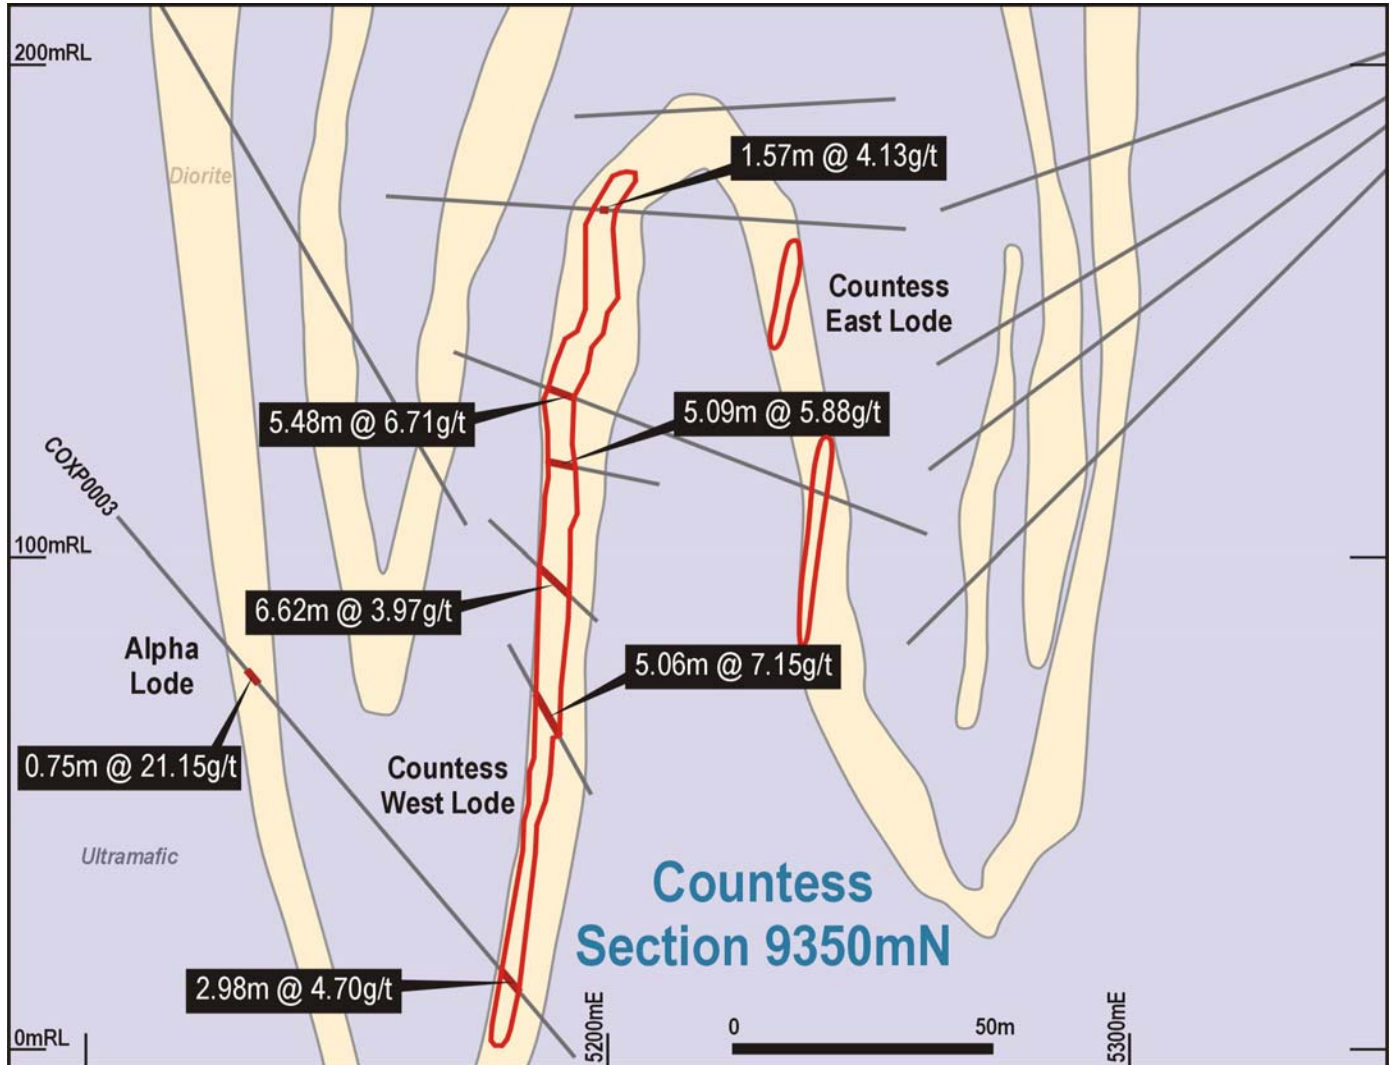 200mRL
Diorite
1.57m @ 4.13g/t
Countess
East Lode
5.48m @ 6.71g/t
5.09m @ 5.88g/t
COXP0003
100mRL
6.62m @ 3.97g/t
Alpha
Lode
5.06m @ 7.15g/t
0.75m @ 21.15g/t
Countess
West Lode
Ultramafic
Countess
Section 9350mN
2.98m @ 4.70g/t
0mRL
5200mE
0
50m
5300mE